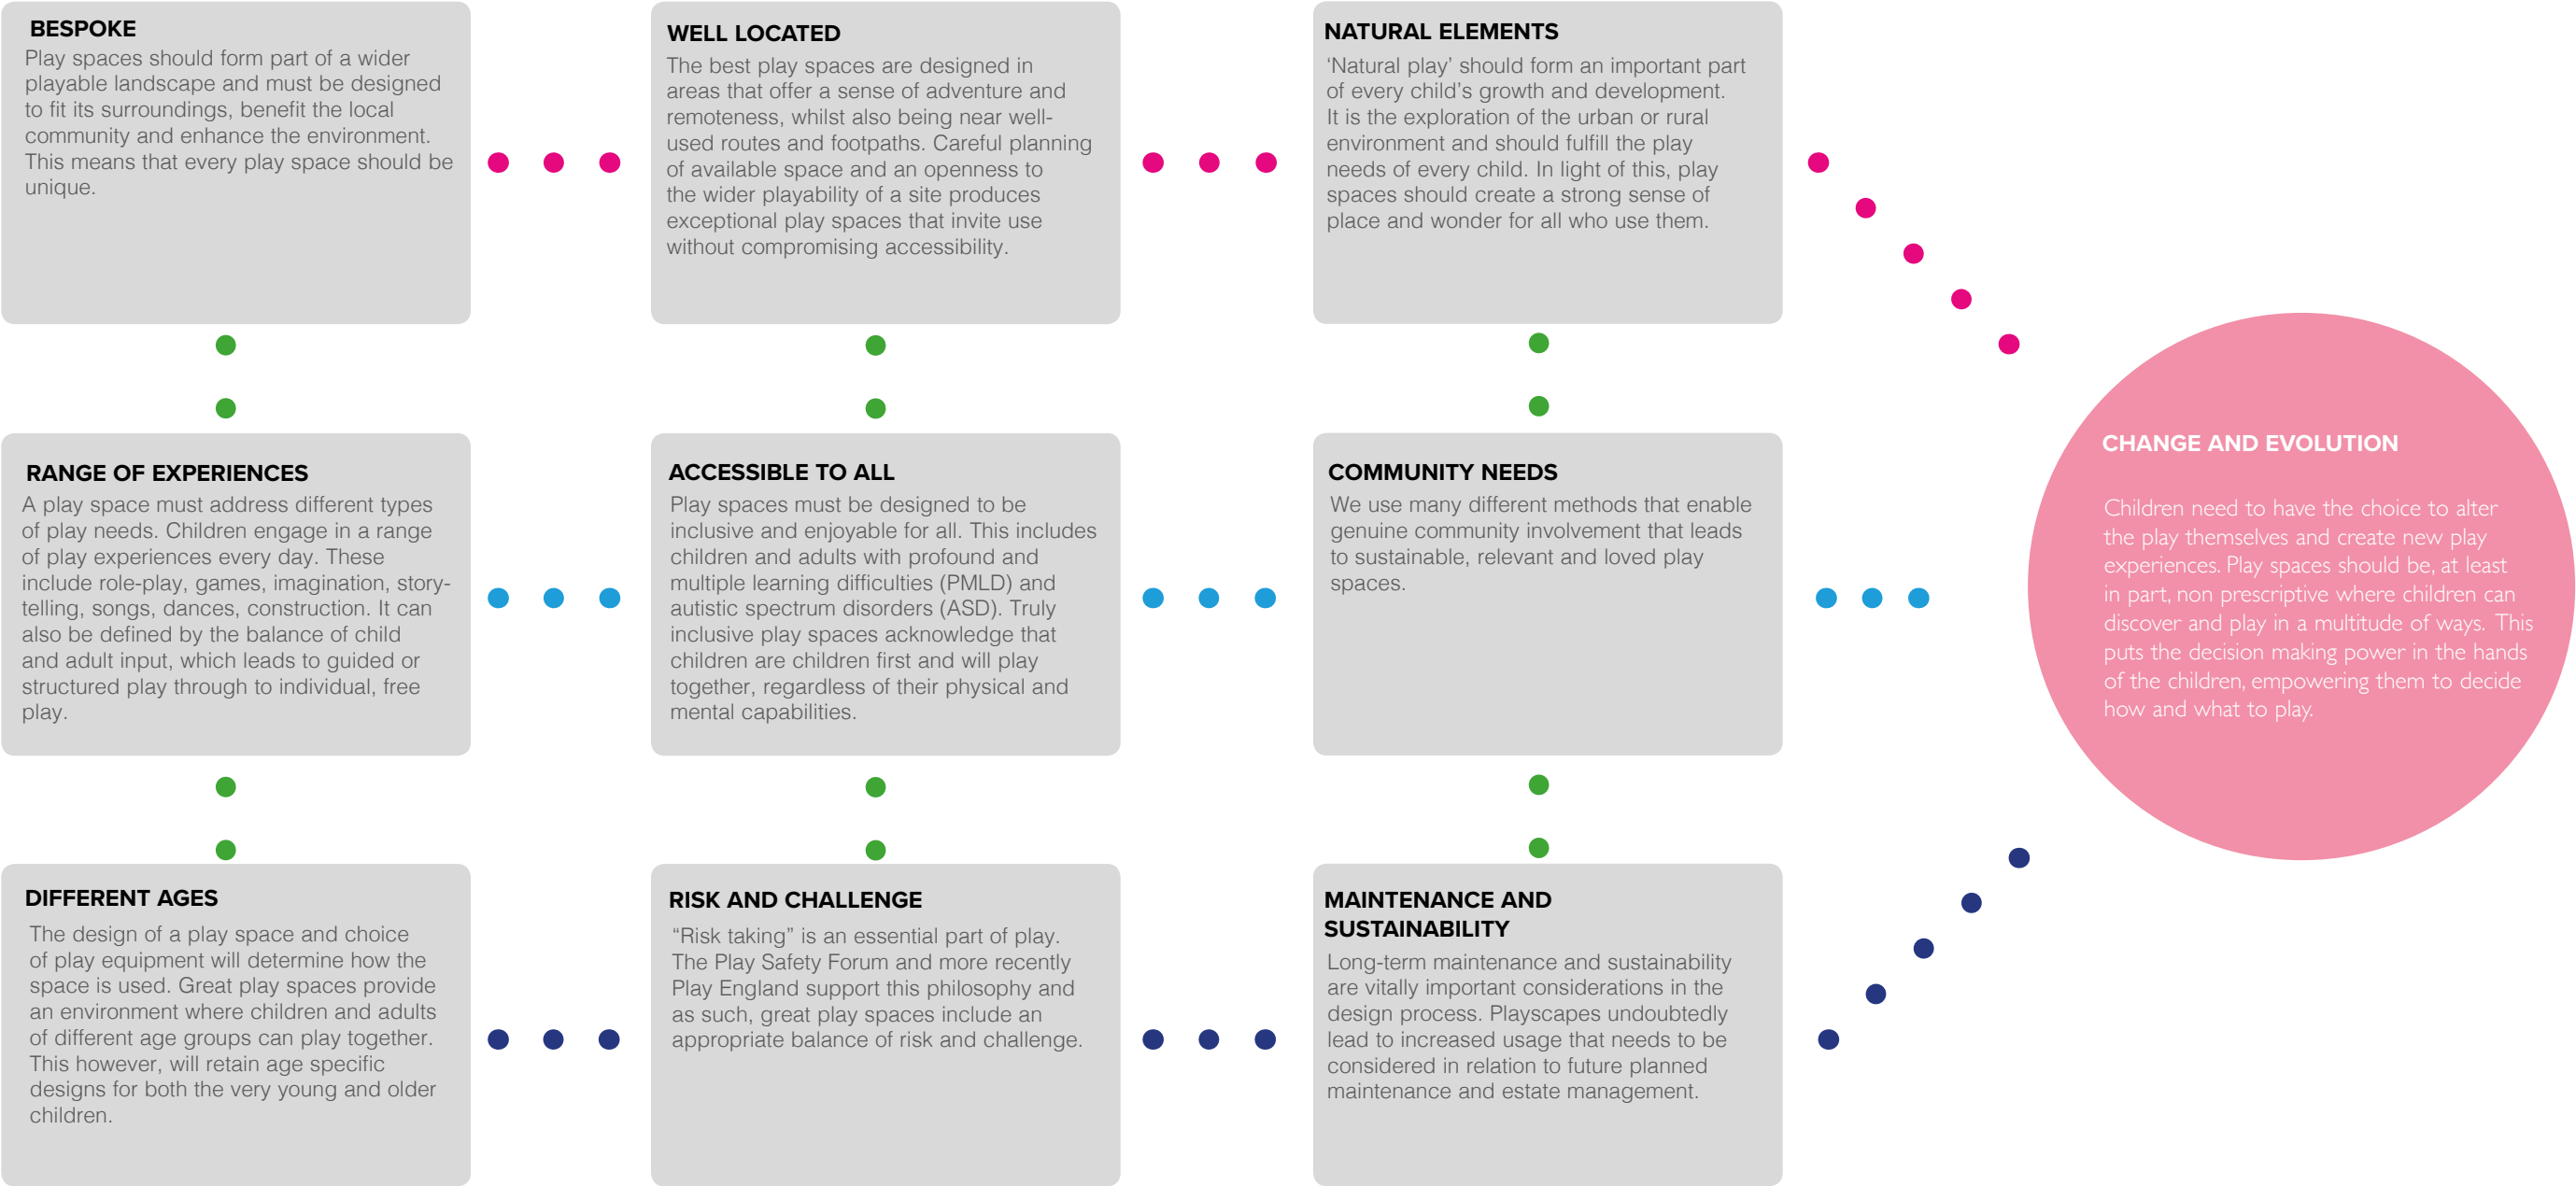 BESPOKE
Play spaces should form part of a wider
playable landscape and must be designed
to fit its surroundings, benefit the local
community and enhance the environment.
This means that every play space should be
unique.
WELL LOCATED
The best play spaces are designed in
areas that offer a sense of adventure and
remoteness, whilst also being near well-
used routes and footpaths. Careful planning
of available space and an openness to
the wider playability of a site produces
exceptional play spaces that invite use
without compromising accessibility.
NATURAL ELEMENTS
‘Natural play’ should form an important part
of every child’s growth and development.
It is the exploration of the urban or rural
environment and should fulfill the play
needs of every child. In light of this, play
spaces should create a strong sense of
place and wonder for all who use them.
RANGE OF EXPERIENCES
A play space must address different types
of play needs. Children engage in a range
of play experiences every day. These
include role-play, games, imagination, story-
telling, songs, dances, construction. It can
also be defined by the balance of child
and adult input, which leads to guided or
structured play through to individual, free
play.
ACCESSIBLE TO ALL
Play spaces must be designed to be
inclusive and enjoyable for all. This includes
children and adults with profound and
multiple learning difficulties (PMLD) and
autistic spectrum disorders (ASD). Truly
inclusive play spaces acknowledge that
children are children first and will play
together, regardless of their physical and
mental capabilities.
COMMUNITY NEEDS
We use many different methods that enable
genuine community involvement that leads
to sustainable, relevant and loved play
spaces.
CHANGE AND EVOLUTION
Children need to have the choice to alter
the play themselves and create new play
experiences. Play spaces should be, at least
in part, non prescriptive where children can
discover and play in a multitude of ways. This
puts the decision making power in the hands
of the children, empowering them to decide
how and what to play.
DIFFERENT AGES
The design of a play space and choice
of play equipment will determine how the
space is used. Great play spaces provide
an environment where children and adults
of different age groups can play together.
This however, will retain age specific
designs for both the very young and older
children.
RISK AND CHALLENGE
“Risk taking” is an essential part of play.
The Play Safety Forum and more recently
Play England support this philosophy and
as such, great play spaces include an
appropriate balance of risk and challenge.
MAINTENANCE AND
SUSTAINABILITY
Long-term maintenance and sustainability
are vitally important considerations in the
design process. Playscapes undoubtedly
lead to increased usage that needs to be
considered in relation to future planned
maintenance and estate management.